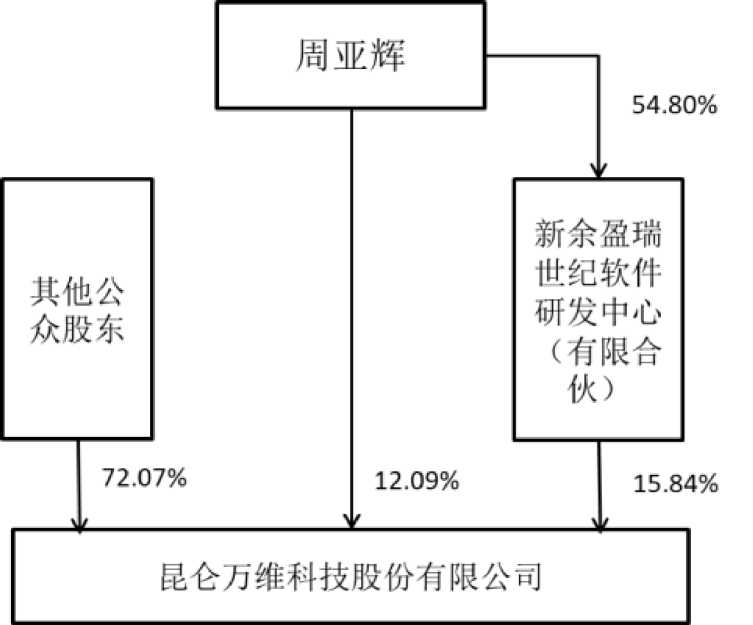 周亚辉
54.80%
其他公
众股东
新余盈瑞
世纪软件
研发中心
（有限合
伙）
72.07%
12.09%
15.84%
昆仑万维科技股份有限公司